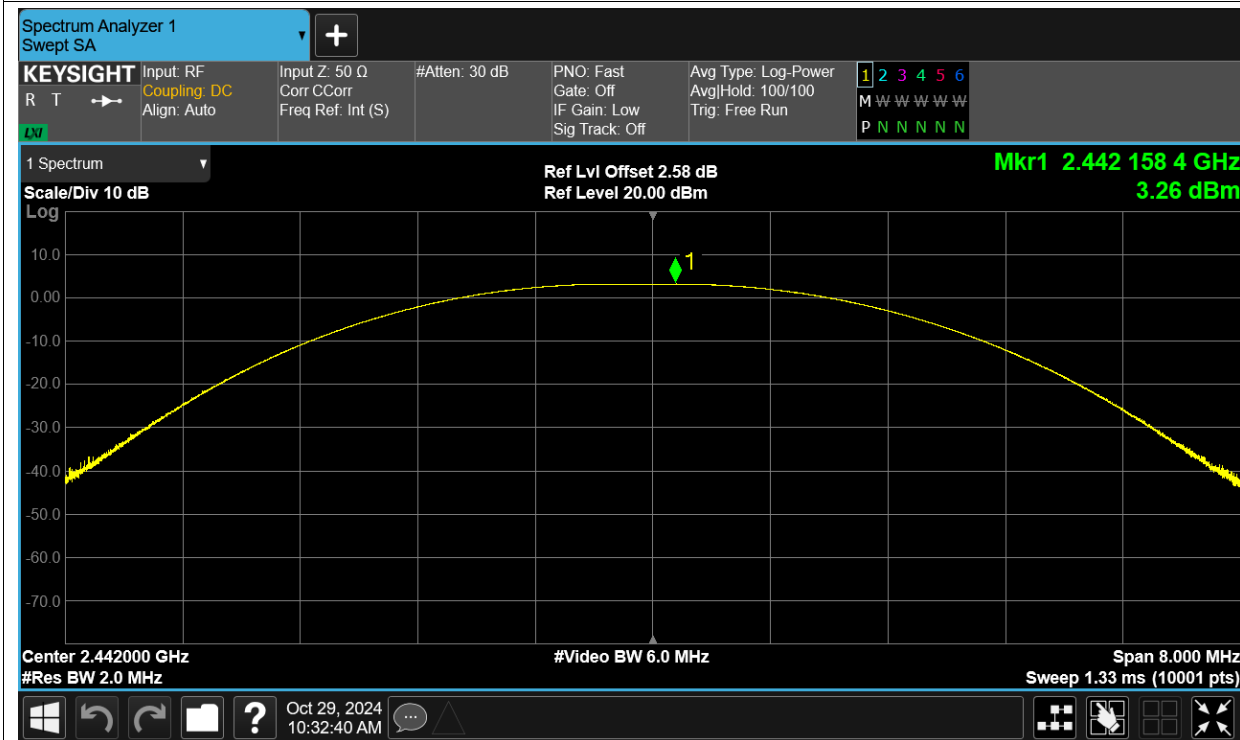 Spectrum Analyzer 1
Swept SA
KEYSIGHT
R T
LXI
Input: RF
Coupling: DC
Align: Auto
Input Z: 50 Ω
Corr CCorr
Freq Ref: Int (S)
#Atten: 30 dB
PNO: Fast
Gate: Off
IF Gain: Low
Sig Track: Off
Avg Type: Log-Power
Avg|Hold: 100/100
Trig: Free Run
1 2 3 4 5 6
M W W W W W
P N N N N N
1 Spectrum
Scale/Div 10 dB
Log
Ref Lvl Offset 2.58 dB
Ref Level 20.00 dBm
Mkr1 2.442 158 4 GHz
3.26 dBm
1
10.0
0.00
-10.0
-20.0
-30.0
-40.0
-50.0
-60.0
-70.0
Center 2.442000 GHz
#Res BW 2.0 MHz
#Video BW 6.0 MHz
Span 8.000 MHz
Sweep 1.33 ms (10001 pts)
?
Oct 29, 2024
10:32:40 AM